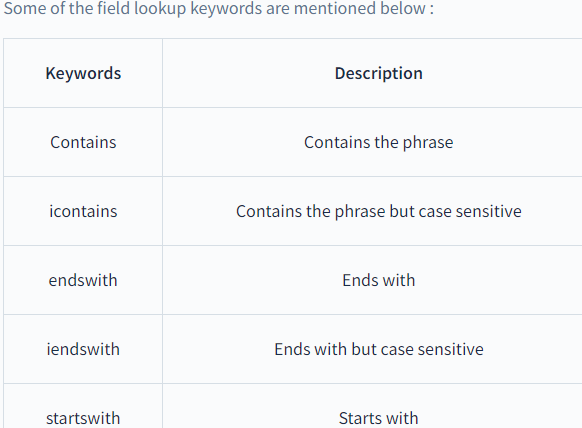 Some of the field lookup keywords are mentioned below :
Keywords Description
Contains Contains the phrase
icontains Contains the phrase but case sensitive
endswith Ends with
iendswith Ends with but case sensitive
startswith Starts with